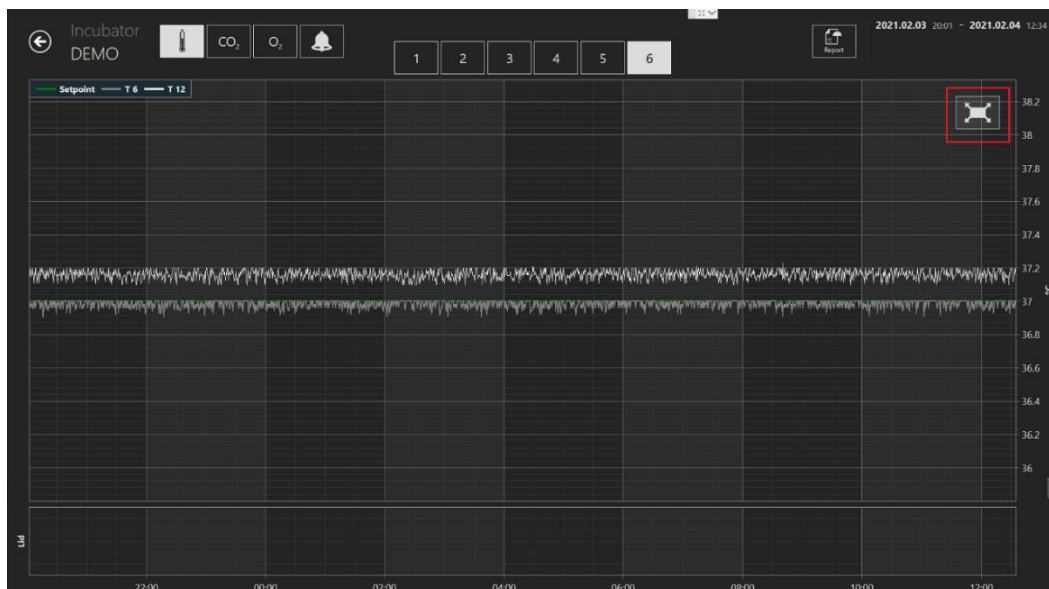 Incubator
DEMO
CO₂
O₂
1 2 3 4 5 6
Report
2021.02.03 20:01 - 2021.02.04 12:34
Setpoint T 6 T 12
38.2
38
37.8
37.6
37.4
37.2
37
36.8
36.6
36.4
36.2
36
Lid
22:00 00:00 02:00 04:00 06:00 08:00 10:00 12:00